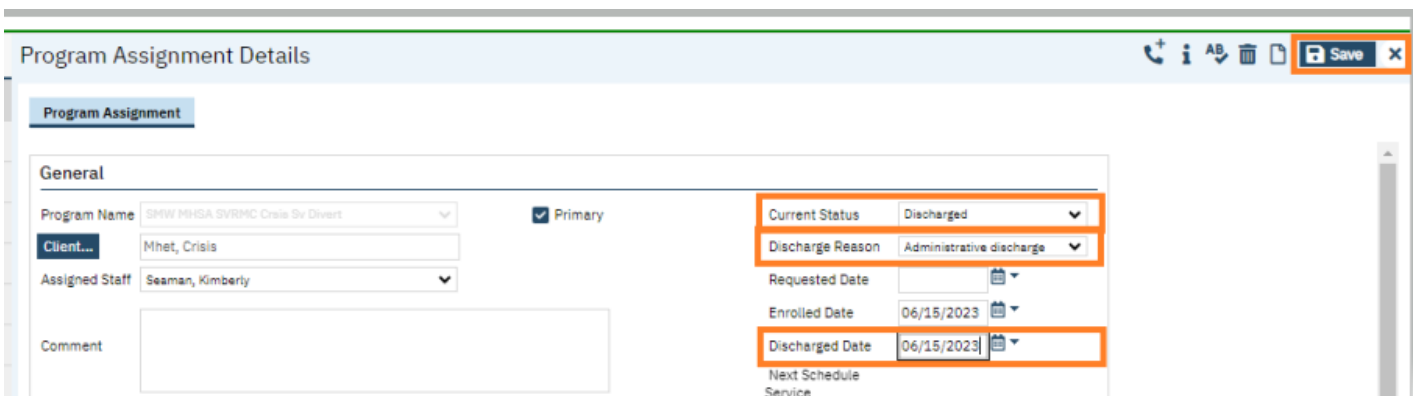 Program Assignment Details
Save
Program Assignment
General
Program Name SMW MHSA SVRMC Crsis Sv Divert Primary Current Status Discharged
Client... Mhet, Crisis Discharge Reason Administrative discharge
Assigned Staff Seaman, Kimberly Requested Date
Enrolled Date 06/15/2023
Comment Discharged Date 06/15/2023
Next Schedule
Service